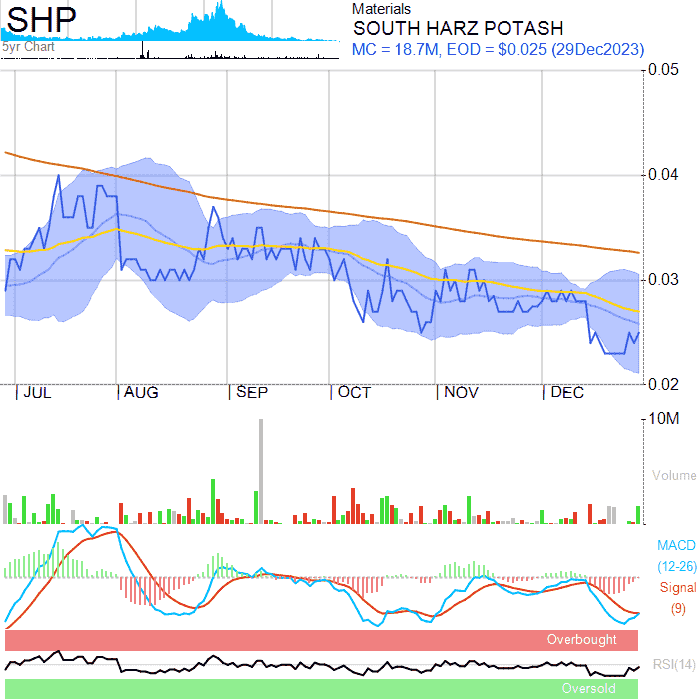 SHP
5yr Chart
Materials
SOUTH HARZ POTASH
MC = 18.7M, EOD = $0.025 (29Dec2023)
0.05
0.04
0.03
0.02
JUL AUG SEP OCT NOV DEC
10M
Volume
MACD
(12-26)
Signal
(9)
Overbought
RSI(14)
Oversold